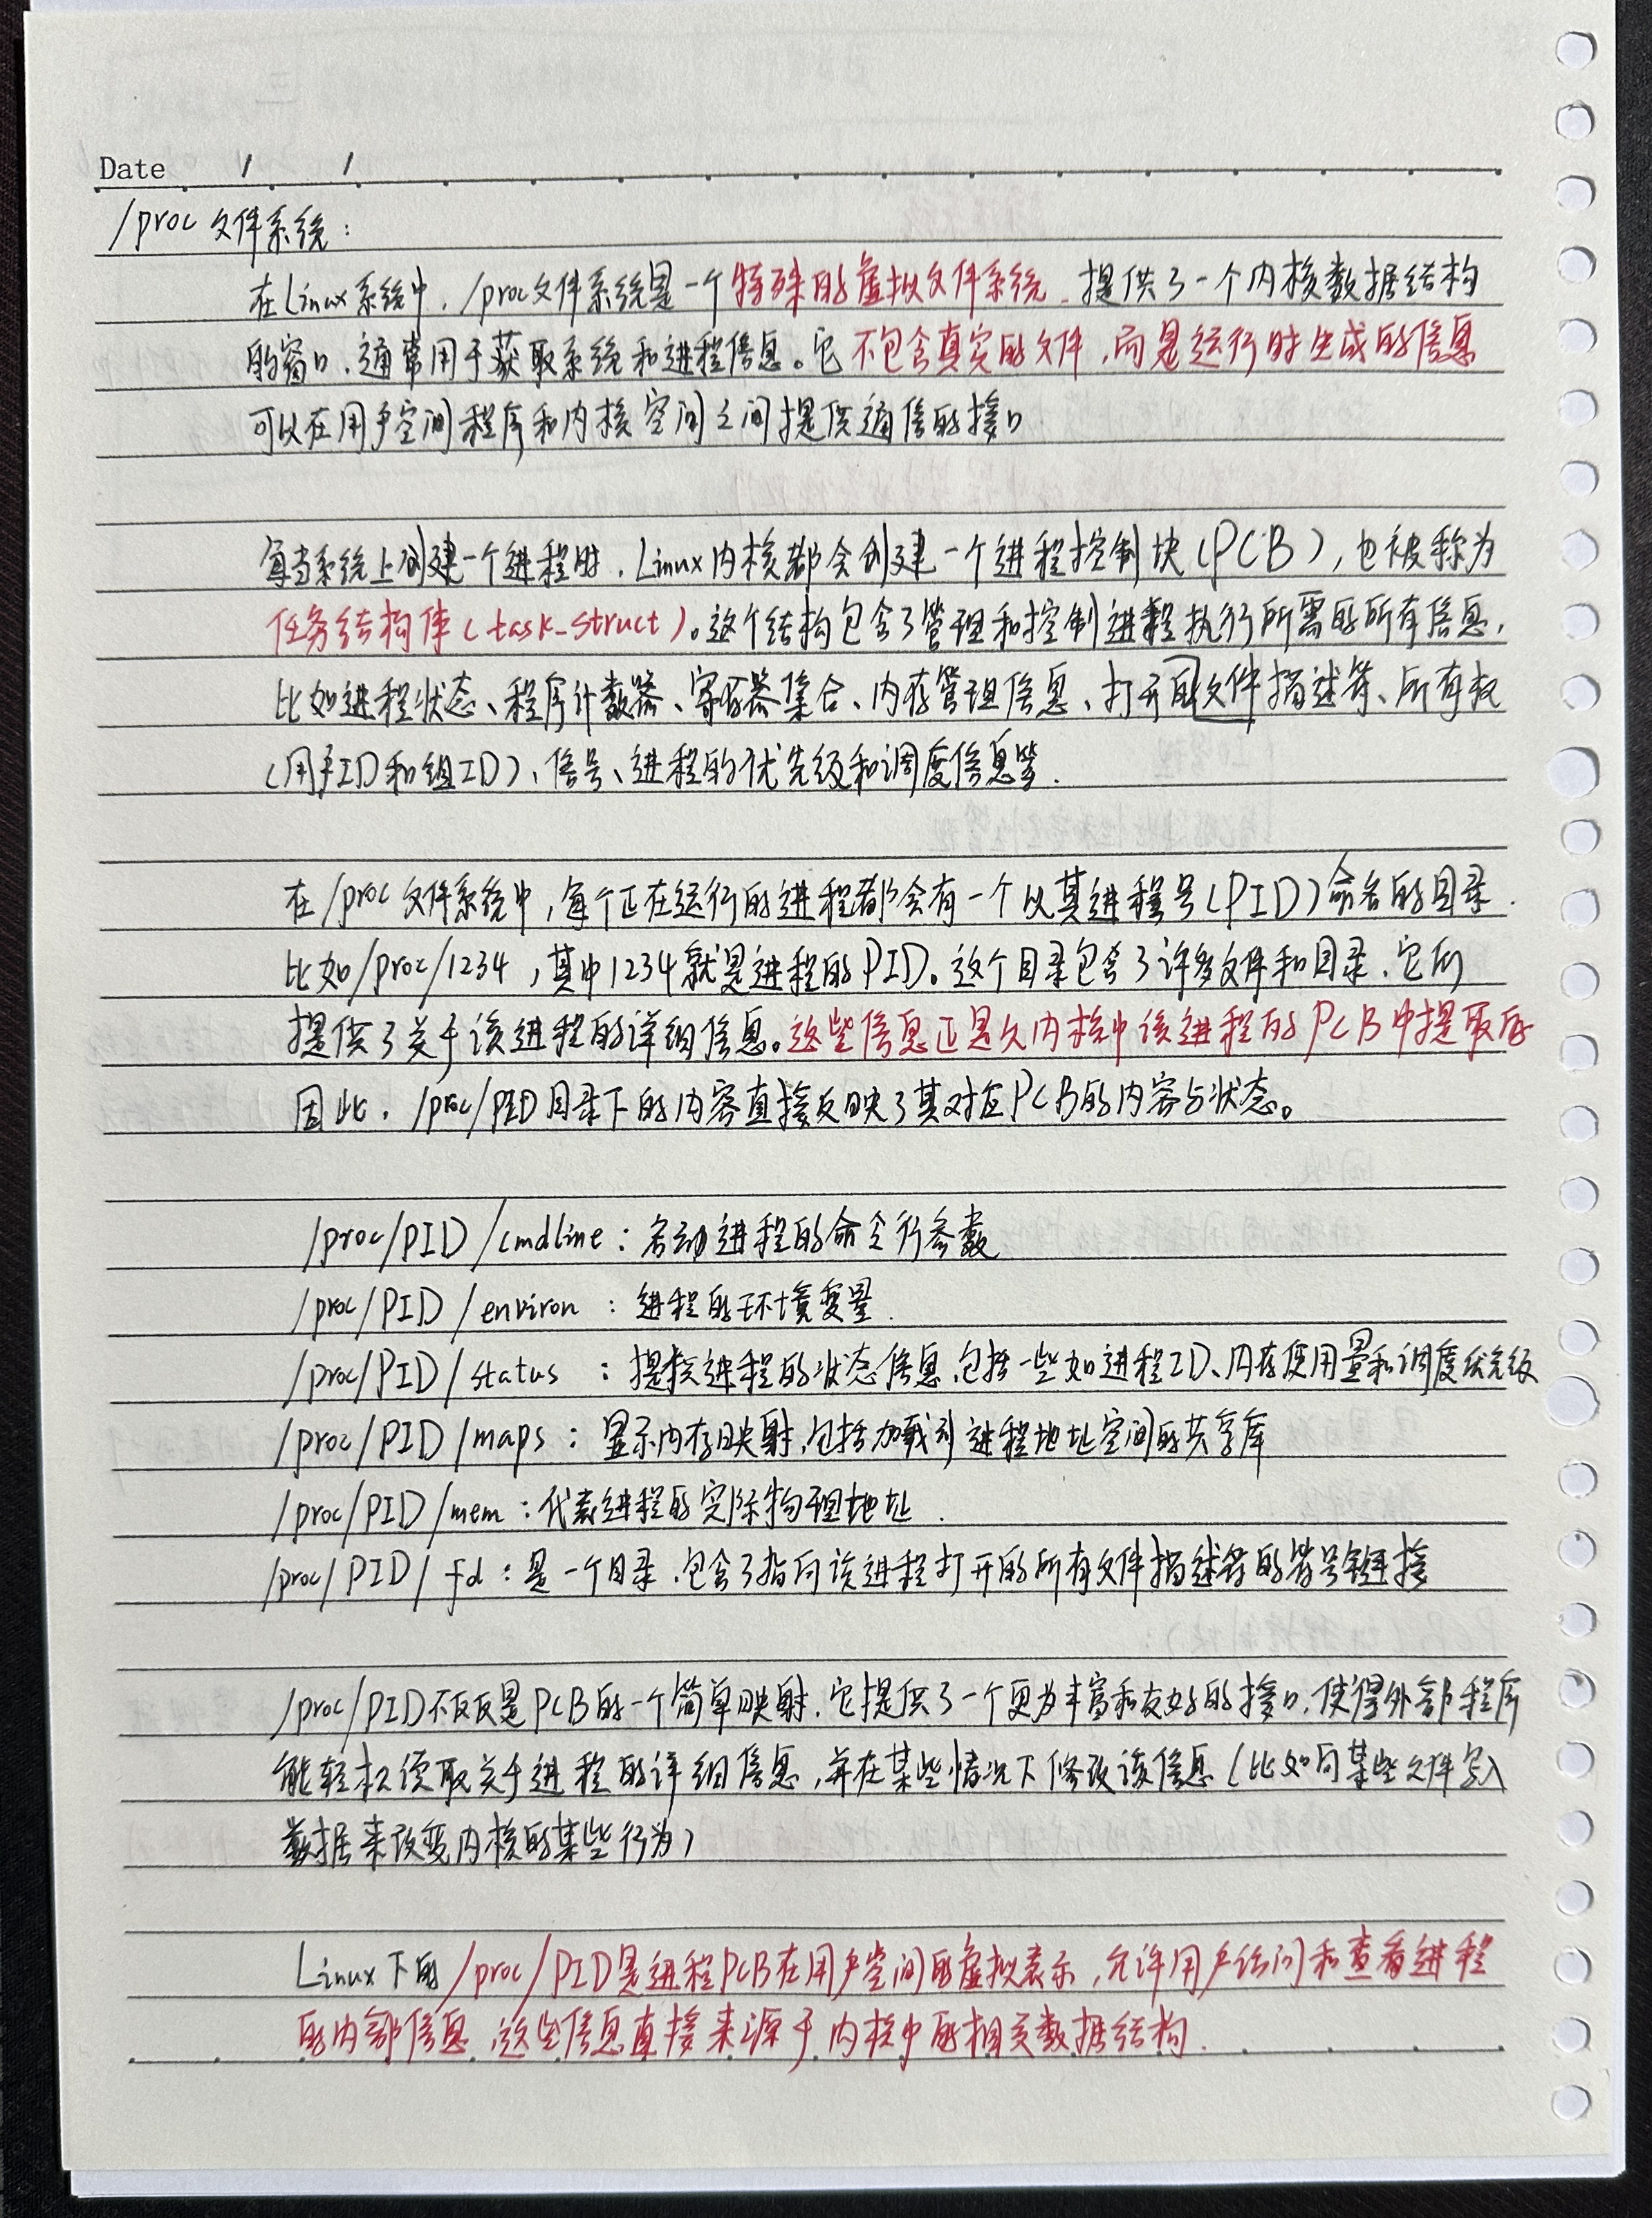 Date / /
/proc 文件系统：
在Linux系统中，/proc文件系统是一个特殊的虚拟文件系统，提供了一个内核数据结构
的窗口，通常用于获取系统和进程信息。它不包含真实的文件，而是运行时生成的信息
可以在用户空间程序和内核空间之间提供通信的接口
每当系统上创建一个进程时，Linux内核都会创建一个进程控制块(PCB)，也被称为
任务结构体(task_struct)。这个结构包含了管理和控制进程执行所需的所有信息，
比如进程状态、程序计数器、寄存器集合、内存管理信息、打开的文件描述符、所有权
(用户ID和组ID)、信号、进程的优先级和调度信息等.
在/proc文件系统中，每个正在运行的进程都会有一个以其进程号(PID)命名的目录.
比如/proc/1234，其中1234就是进程的PID。这个目录包含了许多文件和目录，它们
提供了关于该进程的详细信息。这些信息正是从内核中该进程的PCB中提取的
因此，/proc/PID目录下的内容直接反映了其对应PCB的内容与状态。
/proc/PID/cmdline：启动进程的命令行参数
/proc/PID/environ：进程的环境变量.
/proc/PID/status：提供进程的状态信息，包括一些如进程ID、内存使用量和调度优先级
/proc/PID/maps：显示内存映射，包括加载到进程地址空间的共享库
/proc/PID/mem：代表进程的实际物理地址.
/proc/PID/fd：是一个目录，包含了指向该进程打开的所有文件描述符的符号链接
/proc/PID不仅仅是PCB的一个简单映射，它提供了一个更为丰富和友好的接口，使得外部程序
能轻松读取关于进程的详细信息，并在某些情况下修改该信息(比如向某些文件写入
数据来改变内核的某些行为)
Linux下的/proc/PID是进程PCB在用户空间的虚拟表示，允许用户访问和查看进程
的内部信息，这些信息直接来源于内核中的相关数据结构.